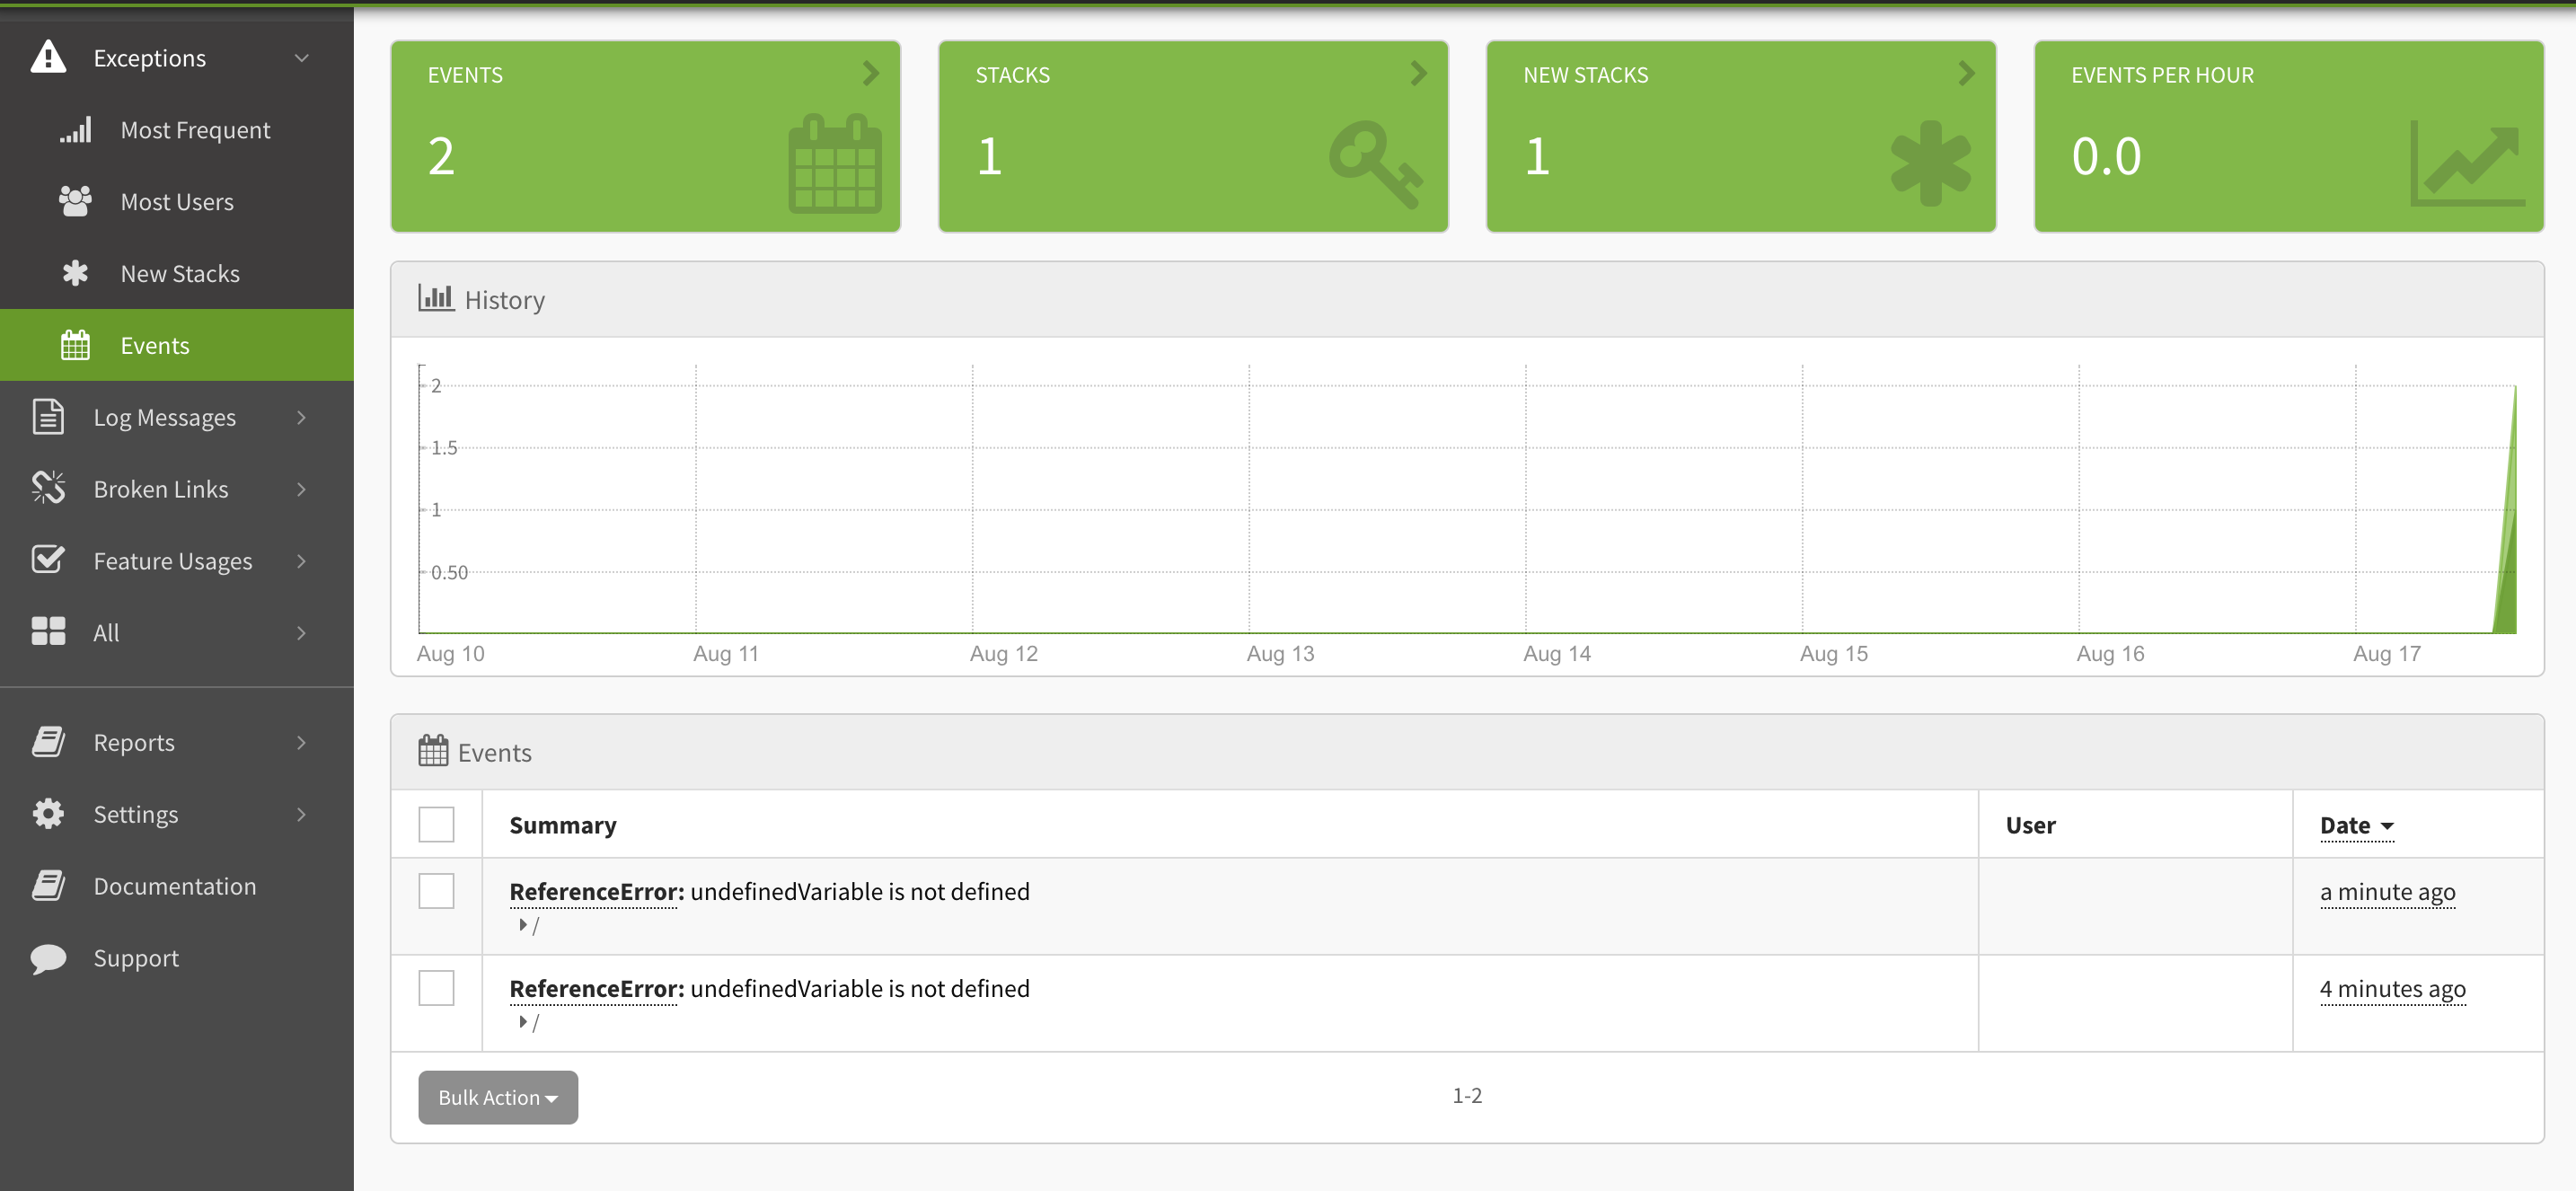 Exceptions
Most Frequent
Most Users
New Stacks
Events
Log Messages
Broken Links
Feature Usages
All
Reports
Settings
Documentation
Support
EVENTS
2
STACKS
1
NEW STACKS
1
EVENTS PER HOUR
0.0
History
2
1.5
1
0.50
Aug 10 Aug 11 Aug 12 Aug 13 Aug 14 Aug 15 Aug 16 Aug 17
Events
Summary User Date
ReferenceError: undefinedVariable is not defined a minute ago
/
ReferenceError: undefinedVariable is not defined 4 minutes ago
/
Bulk Action 1-2